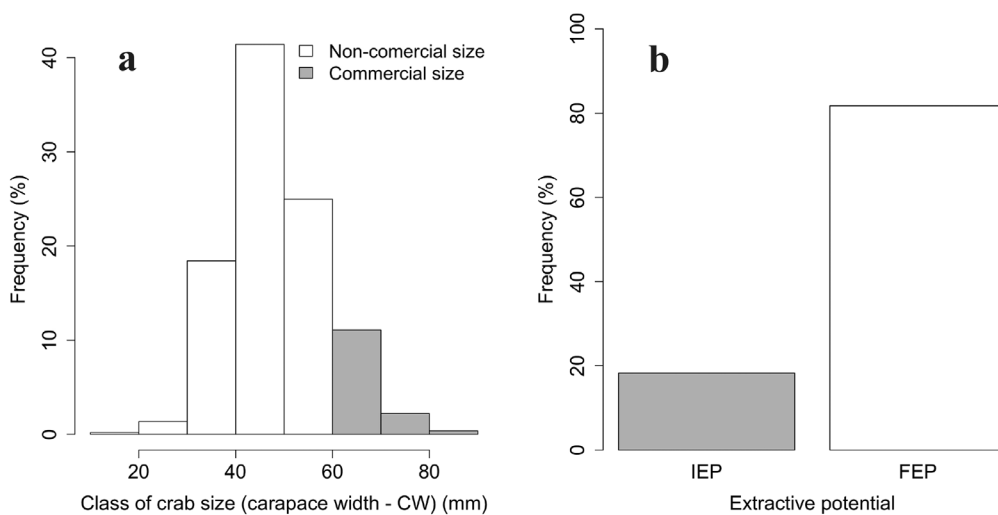 a
Non-comercial size
Commercial size
Frequency (%)
40
30
20
10
0
20 40 60 80
Class of crab size (carapace width - CW) (mm)
b
Frequency (%)
100
80
60
40
20
0
IEP FEP
Extractive potential